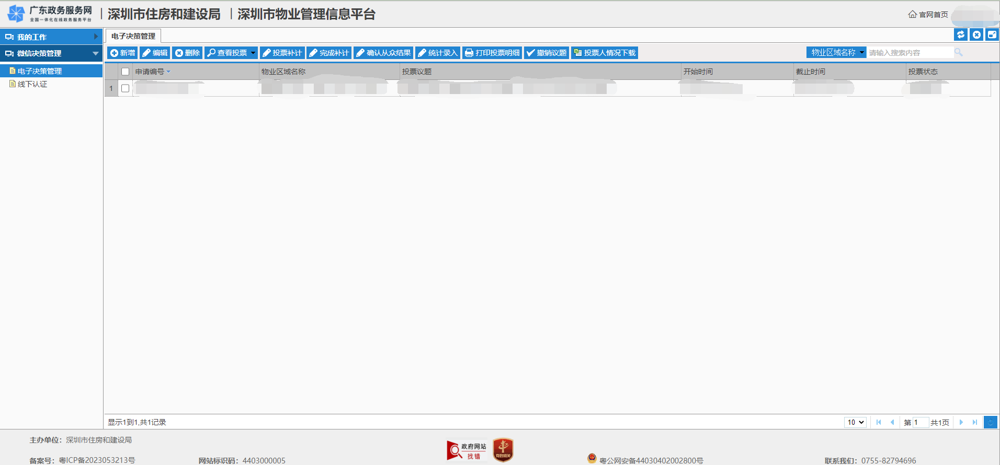 广东政务服务网
全国一体化在线政务服务平台
深圳市住房和建设局
深圳市物业管理信息平台
官网首页
我的工作
微信决策管理
电子决策管理
线下认证
电子决策管理
新增 编辑 删除 查看投票 投票补计 完成补计 确认从众结果 统计录入 打印投票明细 撤销议题 投票人情况下载
物业区域名称 请输入搜索内容
申请编号 物业区域名称 投票议题 开始时间 截止时间 投票状态
1
显示1到1,共1记录
10 第 1 共1页
主办单位：深圳市住房和建设局
备案号：粤ICP备2023053213号
网站标识码：4403000005
政府网站
找错
党政机关
粤公网安备44030402002800号
联系我们：0755-82794696